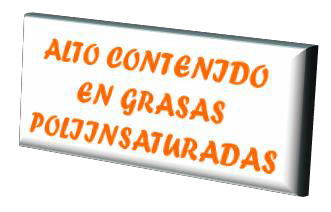 ALTO CONTENIDO
EN GRASAS
POLIINSATURADAS